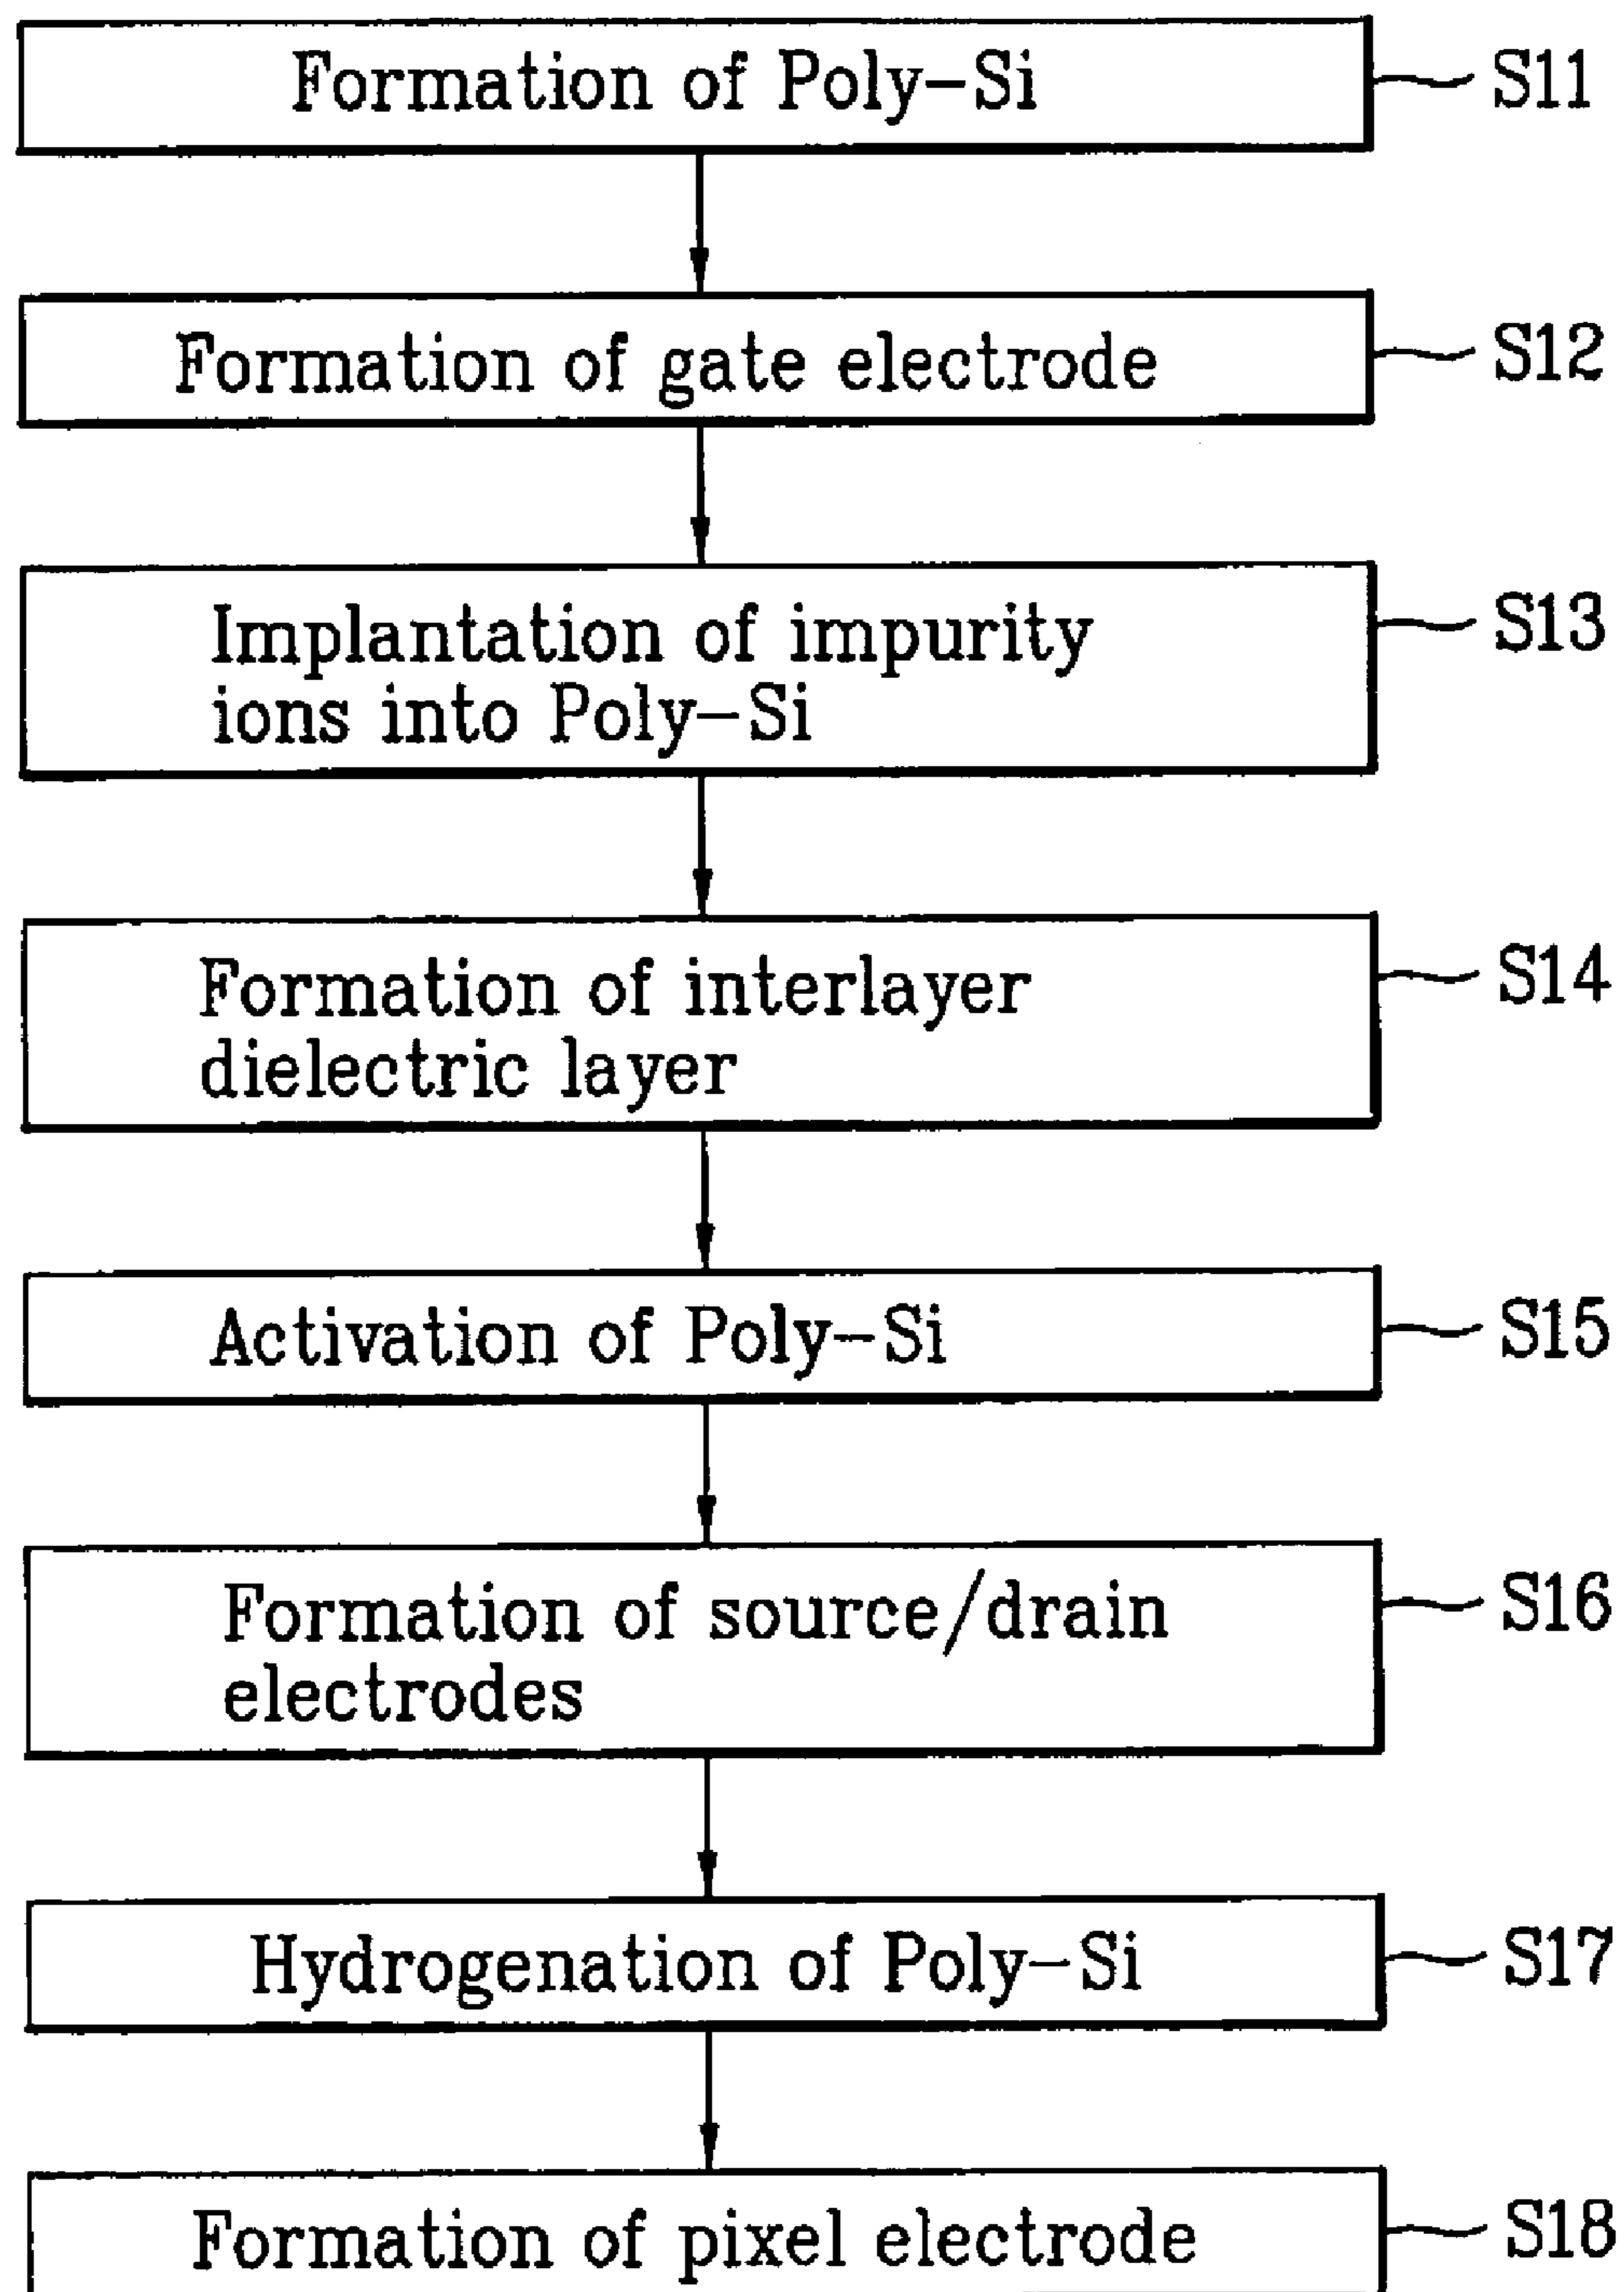 Formation of Poly-Si
S11
Formation of gate electrode
S12
Implantation of impurity
ions into Poly-Si
S13
Formation of interlayer
dielectric layer
S14
Activation of Poly-Si
S15
Formation of source/drain
electrodes
S16
Hydrogenation of Poly-Si
S17
Formation of pixel electrode
S18